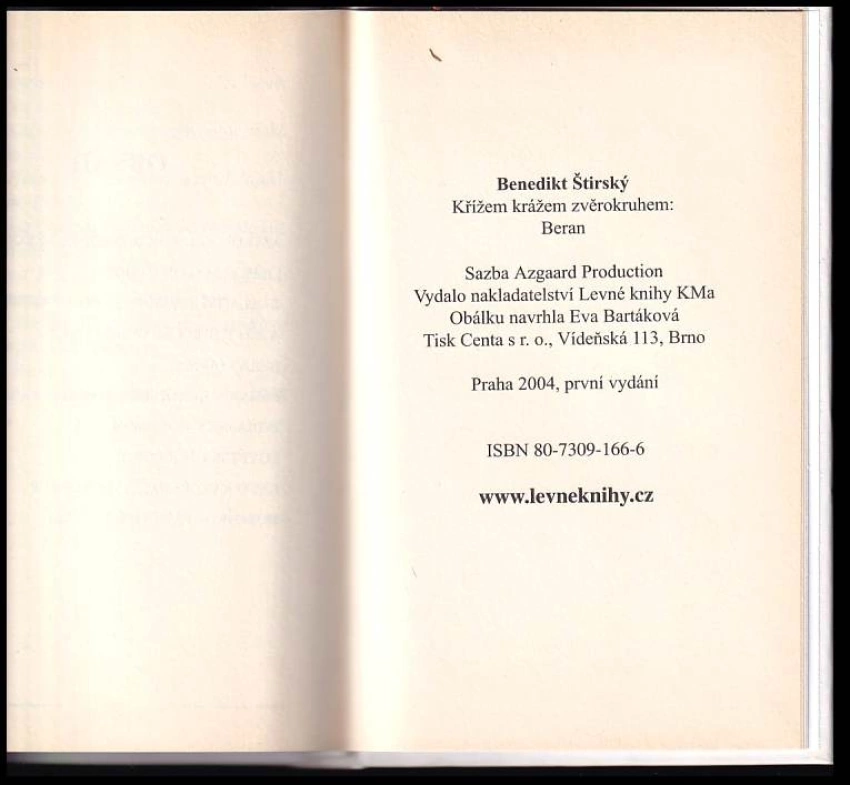 Benedikt Štirský
Křížem krážem zvěrokruhem:
Beran
Sazba Azgaard Production
Vydalo nakladatelství Levné knihy KMa
Obálku navrhla Eva Bartáková
Tisk Centa s r. o., Vídeňská 113, Brno
Praha 2004, první vydání
ISBN 80-7309-166-6
www.levneknihy.cz